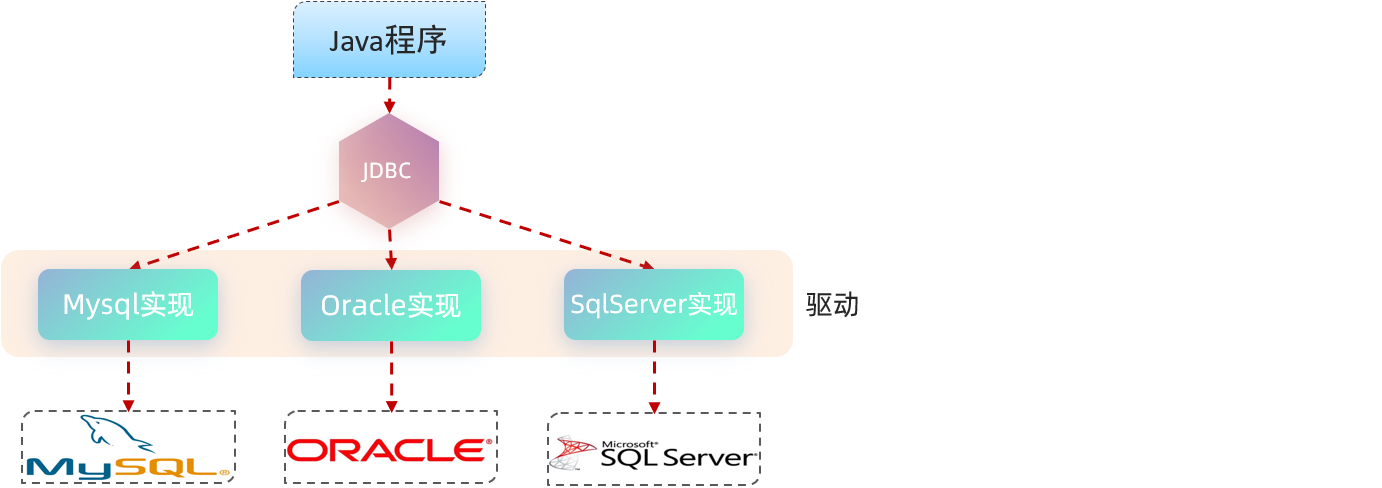 Java程序
JDBC
Mysql实现
Oracle实现
SqlServer实现
驱动
MySQL®
ORACLE®
Microsoft®
SQL Server